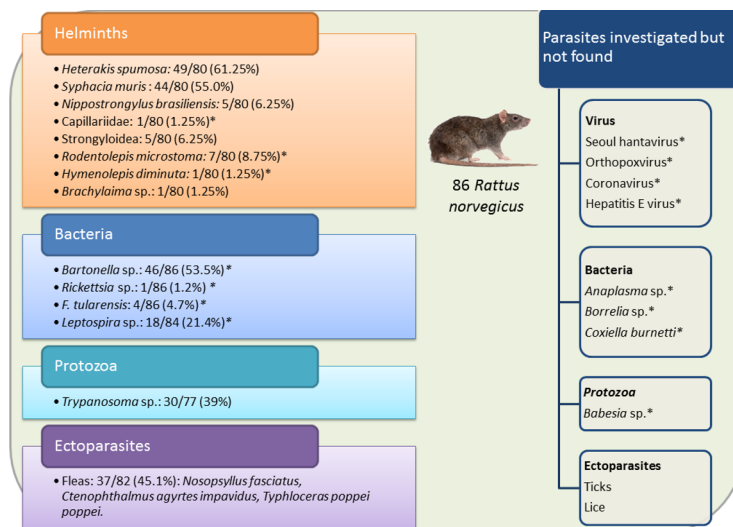 Helminths
• Heterakis spumosa: 49/80 (61.25%)
• Syphacia muris : 44/80 (55.0%)
• Nippostrongylus brasiliensis: 5/80 (6.25%)
• Capillariidae: 1/80 (1.25%)*
• Strongyloidea: 5/80 (6.25%)
• Rodentolepis microstoma: 7/80 (8.75%)*
• Hymenolepis diminuta: 1/80 (1.25%)*
• Brachylaima sp.: 1/80 (1.25%)
Bacteria
• Bartonella sp.: 46/86 (53.5%)*
• Rickettsia sp.: 1/86 (1.2%) *
• F. tularensis: 4/86 (4.7%)*
• Leptospira sp.: 18/84 (21.4%)*
Protozoa
• Trypanosoma sp.: 30/77 (39%)
Ectoparasites
• Fleas: 37/82 (45.1%): Nosopsyllus fasciatus,
Ctenophthalmus agyrtes impavidus, Typhloceras poppei
poppei.
86 Rattus
norvegicus
Parasites investigated but
not found
Virus
Seoul hantavirus*
Orthopoxvirus*
Coronavirus*
Hepatitis E virus*
Bacteria
Anaplasma sp.*
Borrelia sp.*
Coxiella burnetti*
Protozoa
Babesia sp.*
Ectoparasites
Ticks
Lice